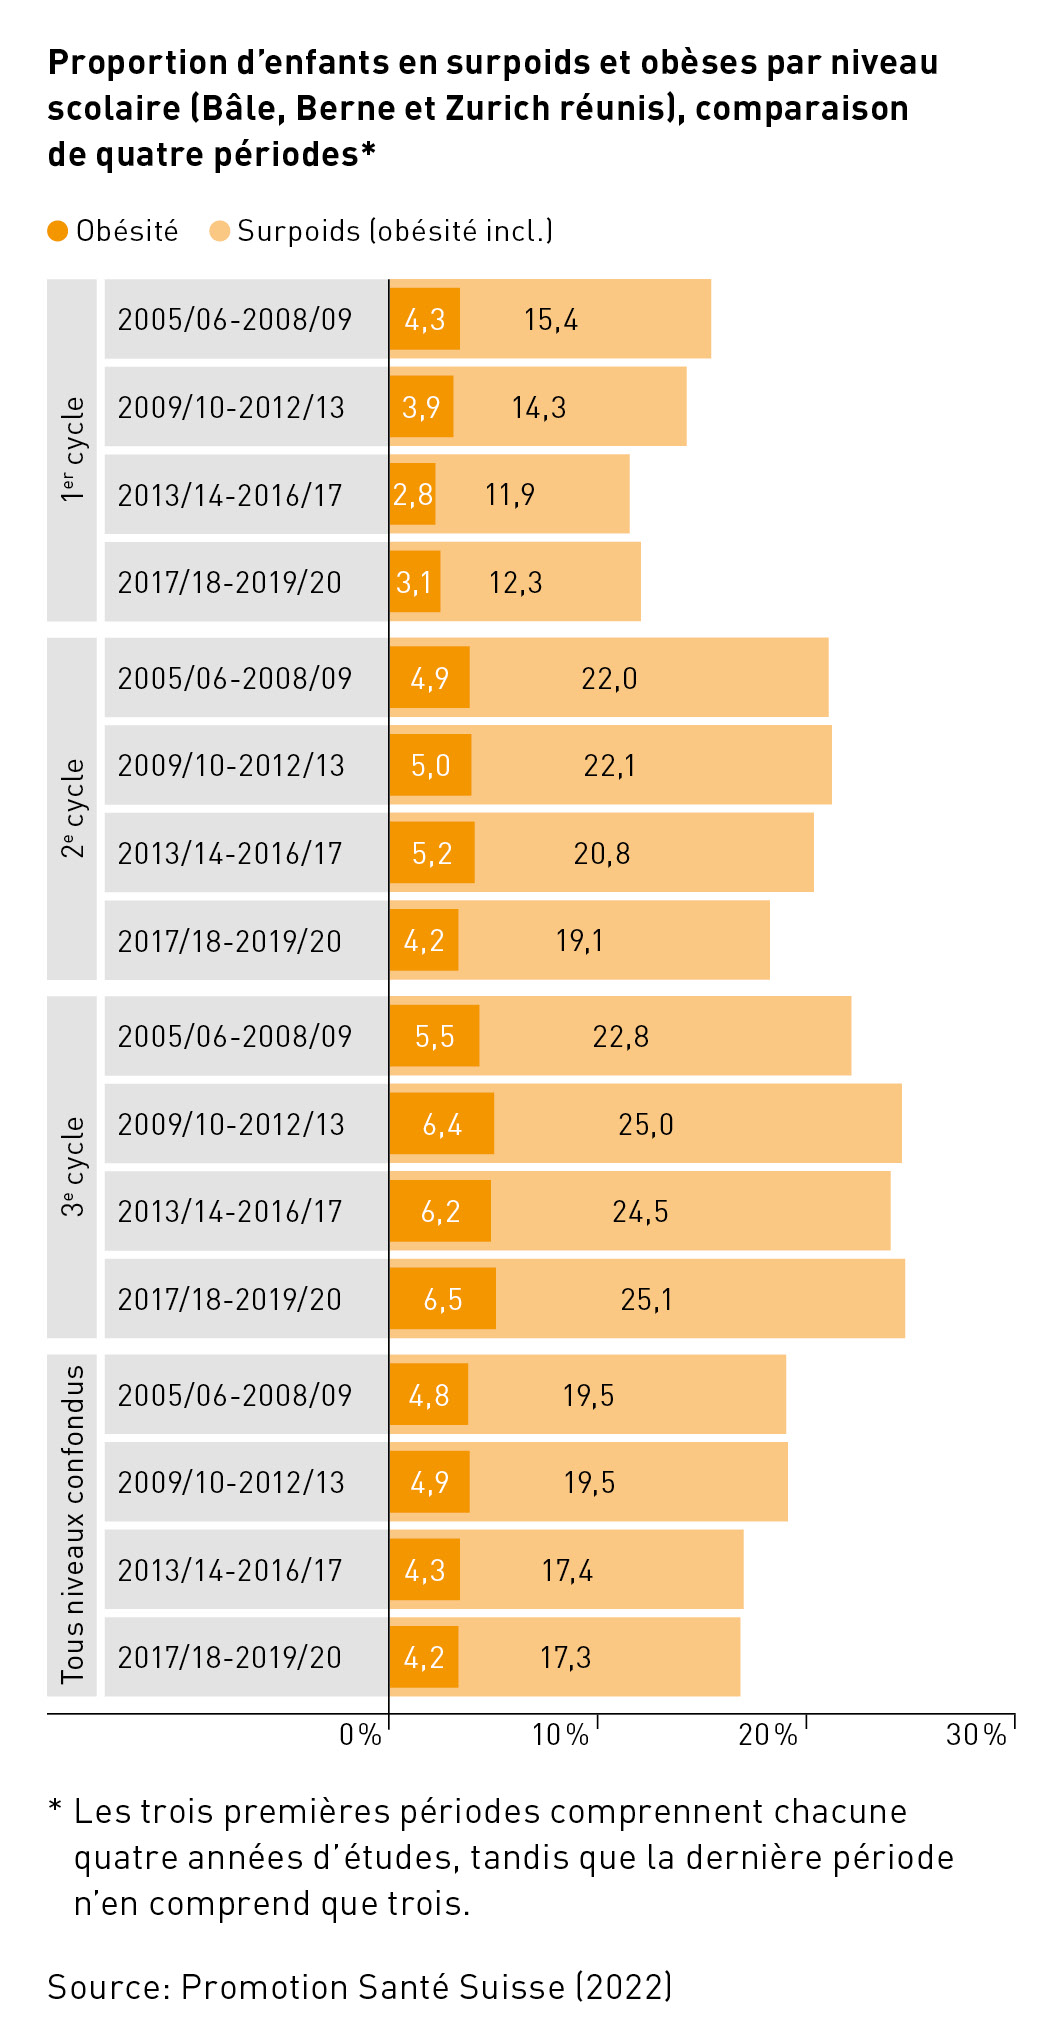 Proportion d’enfants en surpoids et obèses par niveau
scolaire (Bâle, Berne et Zurich réunis), comparaison
de quatre périodes*
Obésité Surpoids (obésité incl.)
1er cycle
2005/06-2008/09 4,3 15,4
2009/10-2012/13 3,9 14,3
2013/14-2016/17 2,8 11,9
2017/18-2019/20 3,1 12,3
2e cycle
2005/06-2008/09 4,9 22,0
2009/10-2012/13 5,0 22,1
2013/14-2016/17 5,2 20,8
2017/18-2019/20 4,2 19,1
3e cycle
2005/06-2008/09 5,5 22,8
2009/10-2012/13 6,4 25,0
2013/14-2016/17 6,2 24,5
2017/18-2019/20 6,5 25,1
Tous niveaux confondus
2005/06-2008/09 4,8 19,5
2009/10-2012/13 4,9 19,5
2013/14-2016/17 4,3 17,4
2017/18-2019/20 4,2 17,3
0% 10% 20% 30%
* Les trois premières périodes comprennent chacune
quatre années d’études, tandis que la dernière période
n’en comprend que trois.
Source: Promotion Santé Suisse (2022)